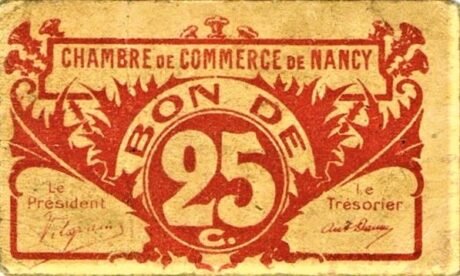 CHAMBRE DE COMMERCE DE NANCY
BON DE
25
C.
Le
Président
Le
Trésorier